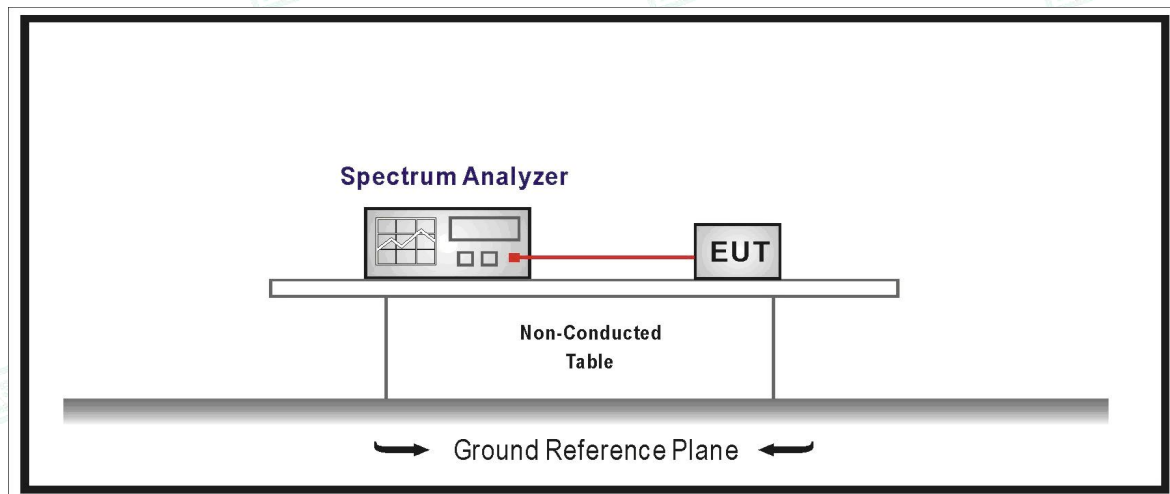 Spectrum Analyzer
EUT
Non-Conducted
Table
Ground Reference Plane